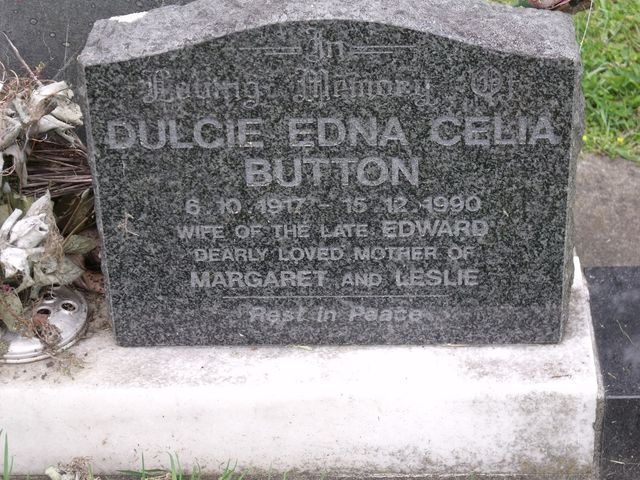 In
Loving Memory Of
DULCIE EDNA CELIA
BUTTON
6. 10. 1917 - 15. 12. 1990
WIFE OF THE LATE EDWARD
DEARLY LOVED MOTHER OF
MARGARET AND LESLIE
Rest in Peace